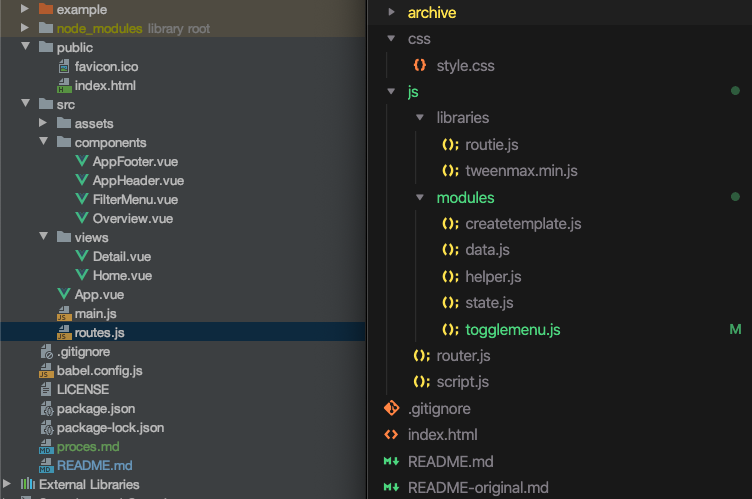 example
node_modules library root
public
favicon.ico
index.html
src
assets
components
AppFooter.vue
AppHeader.vue
FilterMenu.vue
Overview.vue
views
Detail.vue
Home.vue
App.vue
main.js
routes.js
.gitignore
babel.config.js
LICENSE
package.json
package-lock.json
proces.md
README.md
External Libraries
archive
css
style.css
js
libraries
routie.js
tweenmax.min.js
modules
createtemplate.js
data.js
helper.js
state.js
togglemenu.js M
router.js
script.js
.gitignore
index.html
README.md
README-original.md